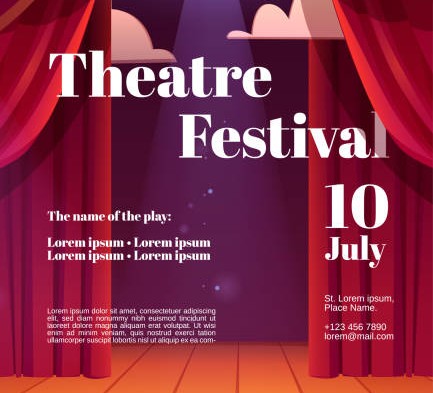 Theatre
Festival
10
July
The name of the play:
Lorem ipsum • Lorem ipsum
Lorem ipsum • Lorem ipsum
Lorem ipsum dolor sit amet, consectetuer adipiscing
elit, sed diam nonummy nibh euismod tincidunt ut
laoreet dolore magna aliquam erat volutpat. Ut wisi
enim ad minim veniam, quis nostrud exerci tation
ullamcorper suscipit lobortis nisl ut aliquip ex ea com-
St. Lorem ipsum,
Place Name.
+123 456 7890
lorem@mail.com